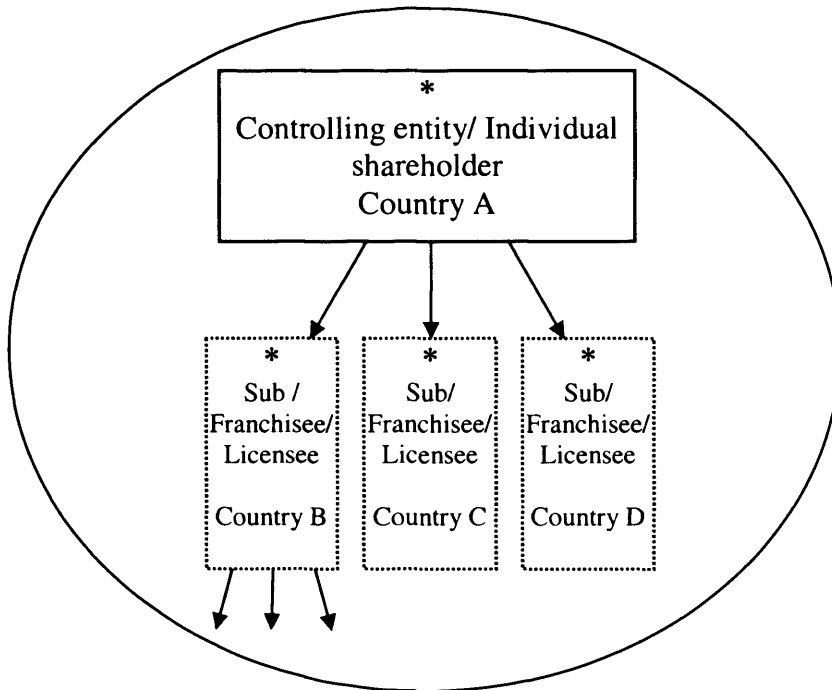 *
Controlling entity/ Individual
shareholder
Country A
*
Sub /
Franchisee/
Licensee
Country B
*
Sub/
Franchisee/
Licensee
Country C
*
Sub/
Franchisee/
Licensee
Country D